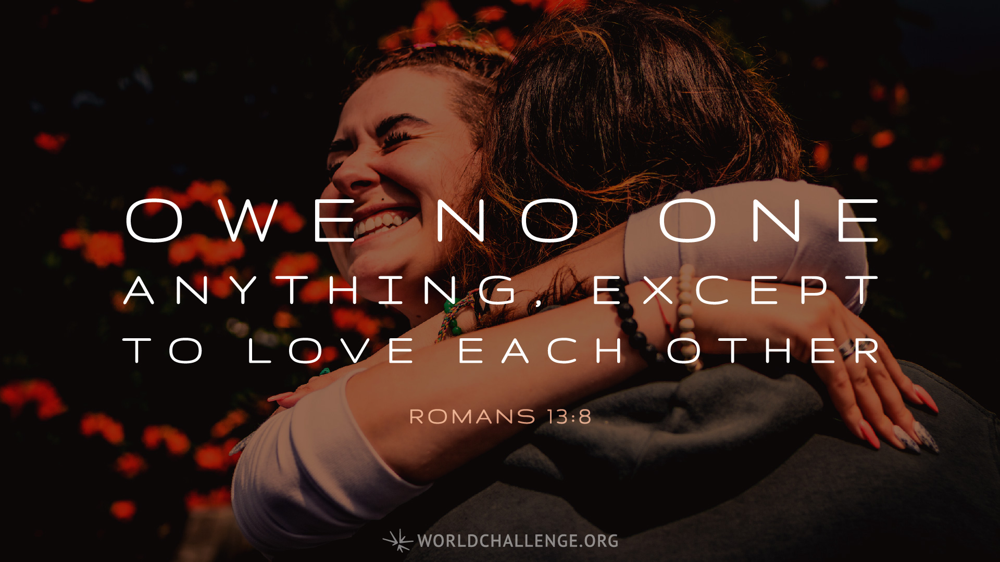 OWE NO ONE
ANYTHING, EXCEPT
TO LOVE EACH OTHER
ROMANS 13:8
WORLDCHALLENGE.ORG